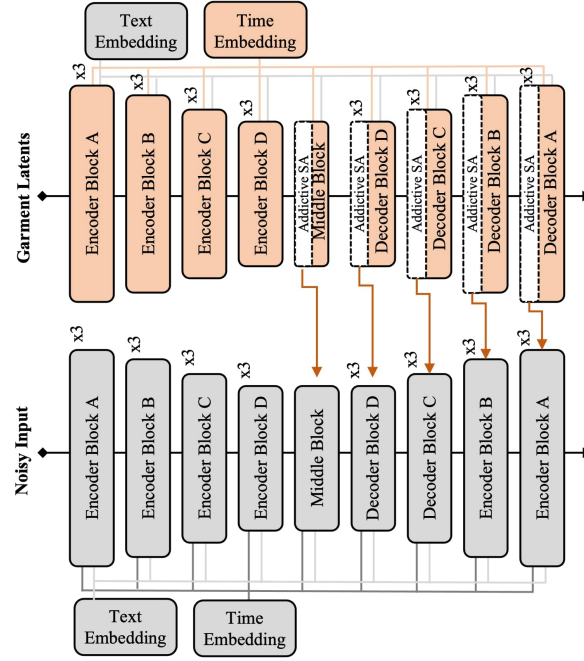 Text
Embedding
Time
Embedding
Garment Latents
x3
Encoder Block A
x3
Encoder Block B
x3
Encoder Block C
x3
Encoder Block D
Addictive SA
Middle Block
x3
Addictive SA
Decoder Block D
x3
Addictive SA
Decoder Block C
x3
Addictive SA
Decoder Block B
x3
Addictive SA
Decoder Block A
Noisy Input
x3
Encoder Block A
x3
Encoder Block B
x3
Encoder Block C
x3
Encoder Block D
Middle Block
x3
Decoder Block D
x3
Decoder Block C
x3
Encoder Block B
x3
Encoder Block A
Text
Embedding
Time
Embedding